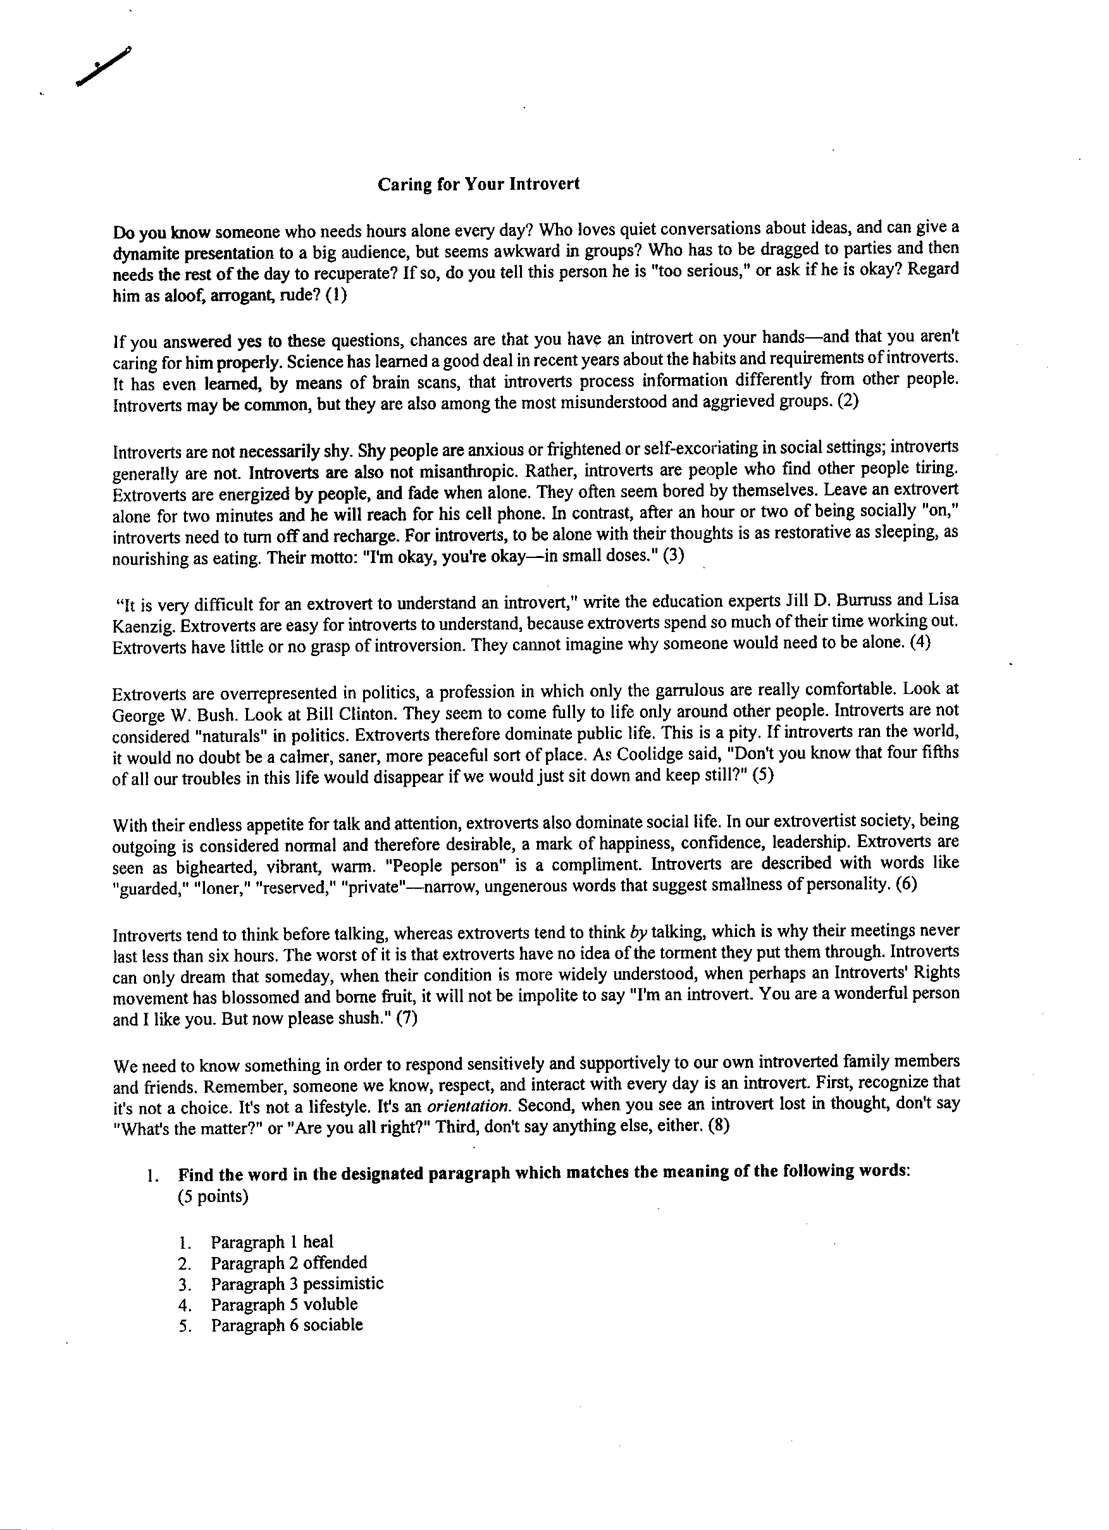 Caring for Your Introvert
Do you know someone who needs hours alone every day? Who loves quiet conversations about ideas, and can give a
dynamite presentation to a big audience, but seems awkward in groups? Who has to be dragged to parties and then
needs the rest of the day to recuperate? If so, do you tell this person he is "too serious," or ask if he is okay? Regard
him as aloof, arrogant, rude? (1)
If you answered yes to these questions, chances are that you have an introvert on your hands—and that you aren't
caring for him properly. Science has learned a good deal in recent years about the habits and requirements of introverts.
It has even learned, by means of brain scans, that introverts process information differently from other people.
Introverts may be common, but they are also among the most misunderstood and aggrieved groups. (2)
Introverts are not necessarily shy. Shy people are anxious or frightened or self-excoriating in social settings; introverts
generally are not. Introverts are also not misanthropic. Rather, introverts are people who find other people tiring.
Extroverts are energized by people, and fade when alone. They often seem bored by themselves. Leave an extrovert
alone for two minutes and he will reach for his cell phone. In contrast, after an hour or two of being socially "on,"
introverts need to turn off and recharge. For introverts, to be alone with their thoughts is as restorative as sleeping, as
nourishing as eating. Their motto: "I'm okay, you're okay—in small doses." (3)
“It is very difficult for an extrovert to understand an introvert," write the education experts Jill D. Burruss and Lisa
Kaenzig. Extroverts are easy for introverts to understand, because extroverts spend so much of their time working out.
Extroverts have little or no grasp of introversion. They cannot imagine why someone would need to be alone. (4)
Extroverts are overrepresented in politics, a profession in which only the garrulous are really comfortable. Look at
George W. Bush. Look at Bill Clinton. They seem to come fully to life only around other people. Introverts are not
considered "naturals" in politics. Extroverts therefore dominate public life. This is a pity. If introverts ran the world,
it would no doubt be a calmer, saner, more peaceful sort of place. As Coolidge said, "Don't you know that four fifths
of all our troubles in this life would disappear if we would just sit down and keep still?" (5)
With their endless appetite for talk and attention, extroverts also dominate social life. In our extrovertist society, being
outgoing is considered normal and therefore desirable, a mark of happiness, confidence, leadership. Extroverts are
seen as bighearted, vibrant, warm. "People person" is a compliment. Introverts are described with words like
"guarded," "loner," "reserved," "private"—narrow, ungenerous words that suggest smallness of personality. (6)
Introverts tend to think before talking, whereas extroverts tend to think by talking, which is why their meetings never
last less than six hours. The worst of it is that extroverts have no idea of the torment they put them through. Introverts
can only dream that someday, when their condition is more widely understood, when perhaps an Introverts' Rights
movement has blossomed and borne fruit, it will not be impolite to say "I'm an introvert. You are a wonderful person
and I like you. But now please shush." (7)
We need to know something in order to respond sensitively and supportively to our own introverted family members
and friends. Remember, someone we know, respect, and interact with every day is an introvert. First, recognize that
it's not a choice. It's not a lifestyle. It's an orientation. Second, when you see an introvert lost in thought, don't say
"What's the matter?" or "Are you all right?" Third, don't say anything else, either. (8)
1. Find the word in the designated paragraph which matches the meaning of the following words:
(5 points)
1. Paragraph 1 heal
2. Paragraph 2 offended
3. Paragraph 3 pessimistic
4. Paragraph 5 voluble
5. Paragraph 6 sociable